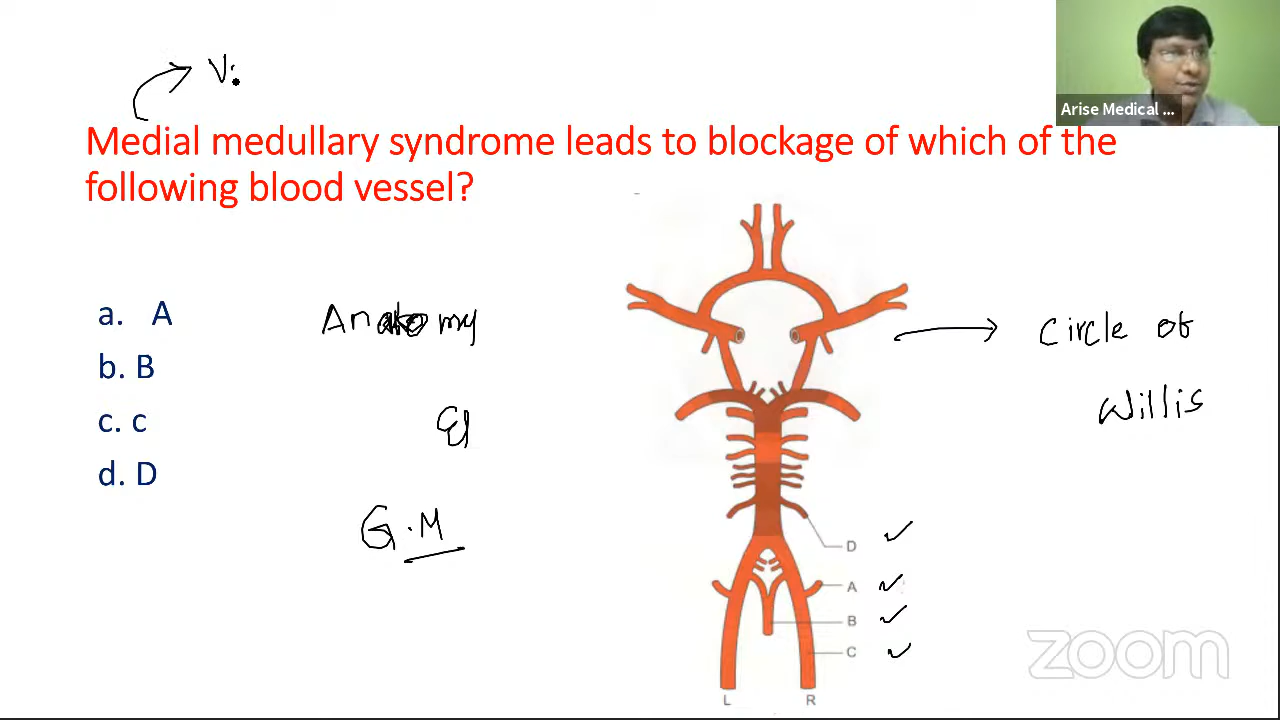 V:
Arise Medical ...
Medial medullary syndrome leads to blockage of which of the
following blood vessel?
a. A
b. B
c. c
d. D
Anatomy
G.M
Circle of
Willis
D
A
B
C
L R
zoom